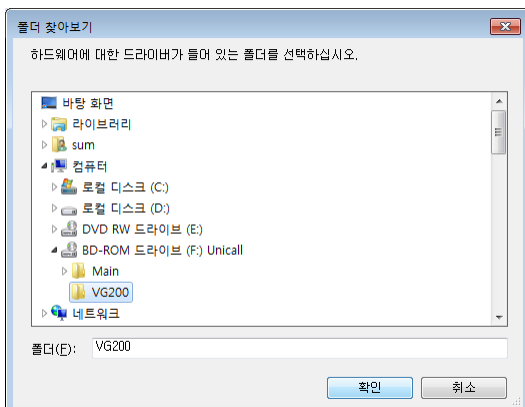 폴더 찾아보기
하드웨어에 대한 드라이버가 들어 있는 폴더를 선택하십시오.
바탕 화면
라이브러리
sum
컴퓨터
로컬 디스크 (C:)
로컬 디스크 (D:)
DVD RW 드라이브 (E:)
BD-ROM 드라이브 (F:) Unicall
Main
VG200
네트워크
폴더(F): VG200
확인 취소